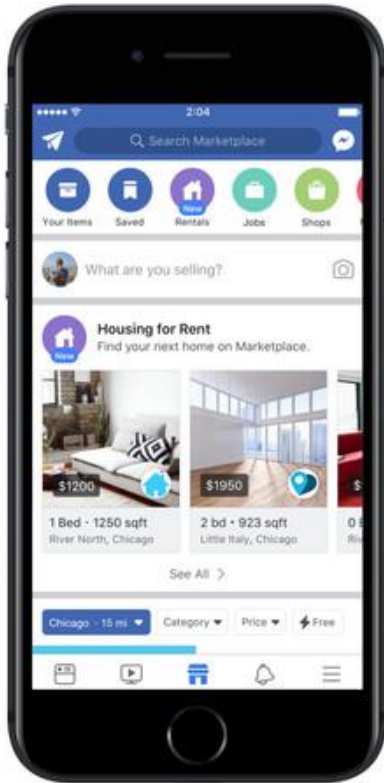 2:04
Search Marketplace
Your Items
Saved
New
Rentals
Jobs
Shops
What are you selling?
Housing for Rent
Find your next home on Marketplace.
New
$1200
$1950
$
1 Bed · 1250 sqft
River North, Chicago
2 bd · 923 sqft
Little Italy, Chicago
See All >
Chicago · 15 mi
Category
Price
Free